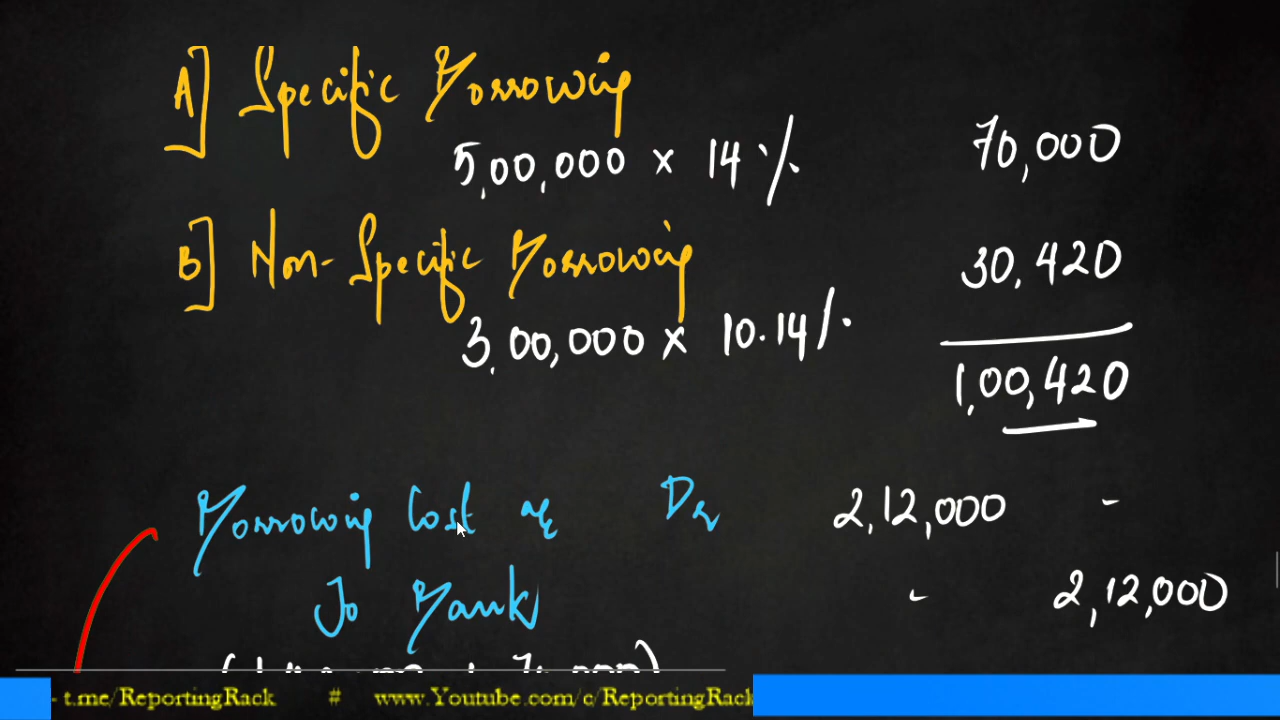 A] Specific Borrowing
5,00,000 x 14% 70,000
B] Non-Specific Borrowing 30,420
3,00,000 x 10.14%
1,00,420
Borrowing Cost a/c Dr 2,12,000 -
To Bank - 2,12,000
- t.me/ReportingRack # www.Youtube.com/c/ReportingRack